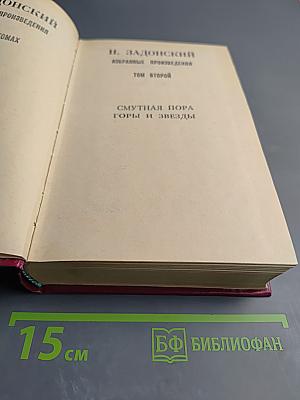 ДОНСКИЙ
ПРОИЗВЕДЕНИЯ
ТОМАХ
Н. ЗАДОНСКИЙ
ИЗБРАННЫЕ ПРОИЗВЕДЕНИЯ
ТОМ ВТОРОЙ
СМУТНАЯ ПОРА
ГОРЫ И ЗВЕЗДЫ
15 см
БФ БИБЛИОФАН